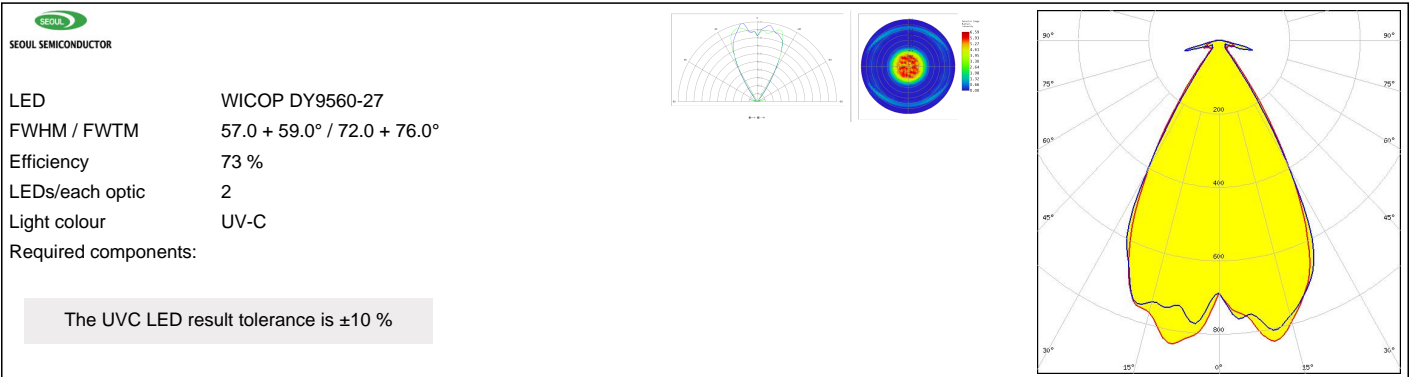 SEOUL
SEOUL SEMICONDUCTOR
LED WICOP DY9560-27
FWHM / FWTM 57.0 + 59.0° / 72.0 + 76.0°
Efficiency 73 %
LEDs/each optic 2
Light colour UV-C
Required components:
The UVC LED result tolerance is ±10 %
90° 90°
75° 75°
200
60° 60°
400
45° 45°
600
800
30° 30°
15° 0° 15°